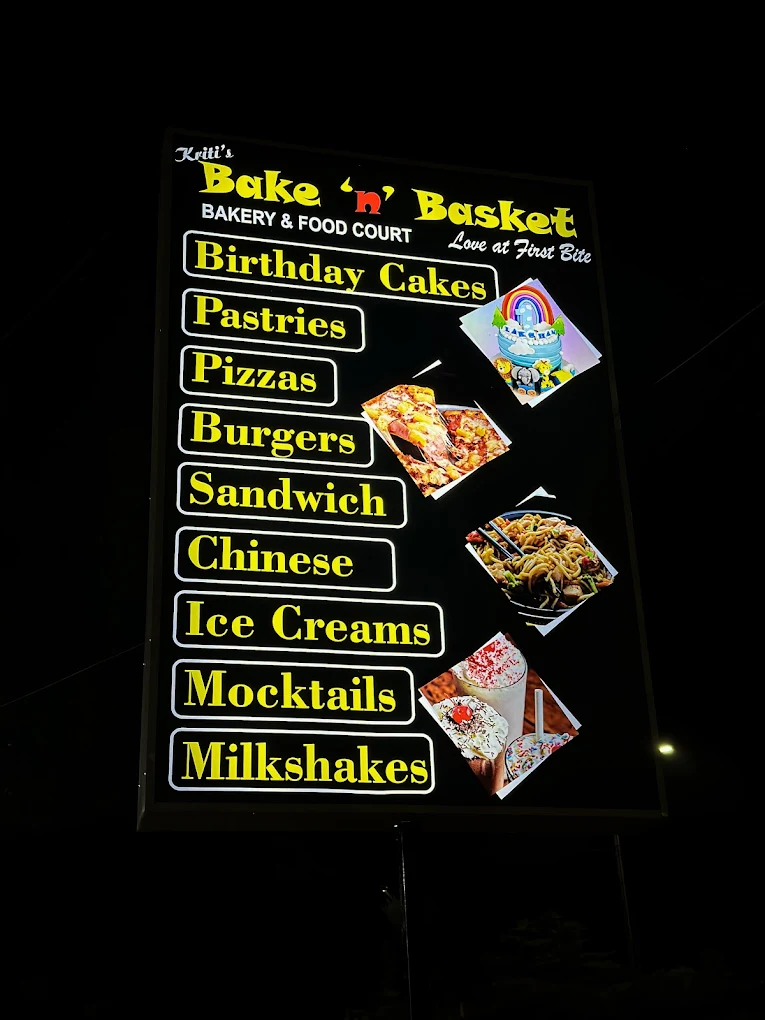 Kriti's
Bake 'n' Basket
BAKERY & FOOD COURT
Love at First Bite
Birthday Cakes
Pastries
Pizzas
Burgers
Sandwich
Chinese
Ice Creams
Mocktails
Milkshakes